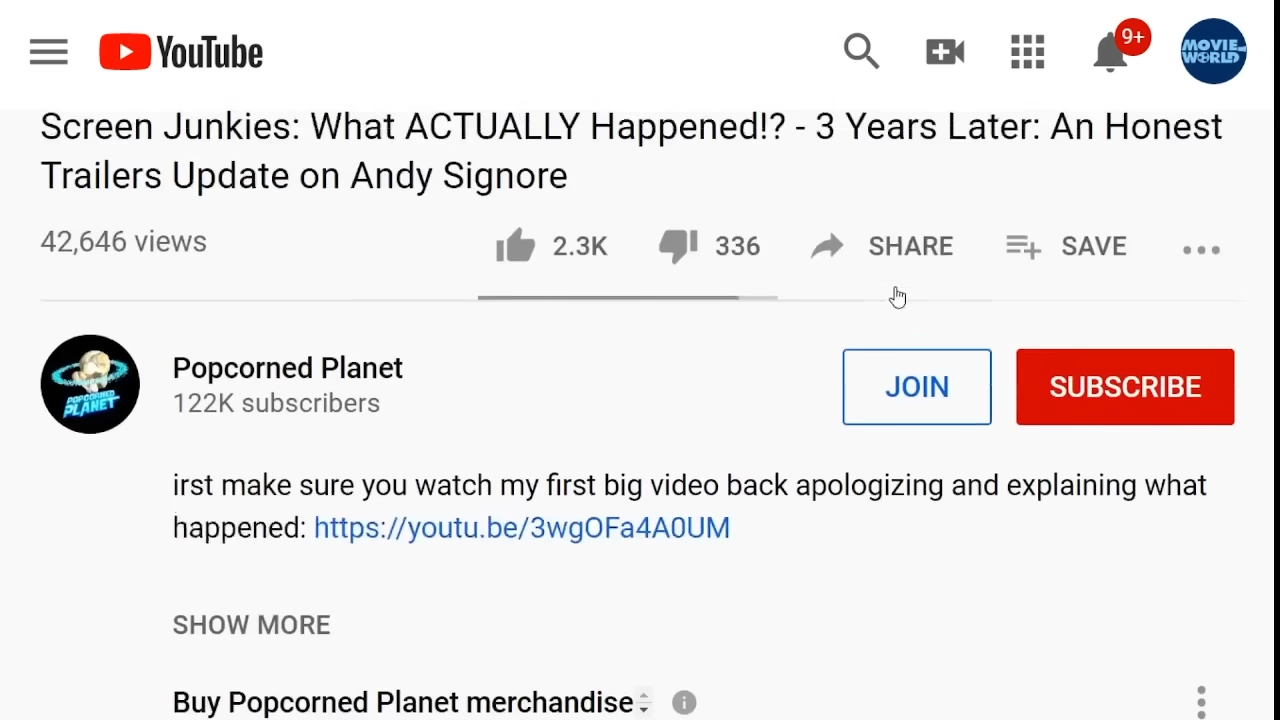 YouTube
9+
MOVIE
WORLD
Screen Junkies: What ACTUALLY Happened!? - 3 Years Later: An Honest
Trailers Update on Andy Signore
42,646 views
2.3K
336
SHARE
SAVE
POPCORNED
PLANET
Popcorned Planet
122K subscribers
JOIN
SUBSCRIBE
irst make sure you watch my first big video back apologizing and explaining what
happened: https://youtu.be/3wgOFa4A0UM
SHOW MORE
Buy Popcorned Planet merchandise